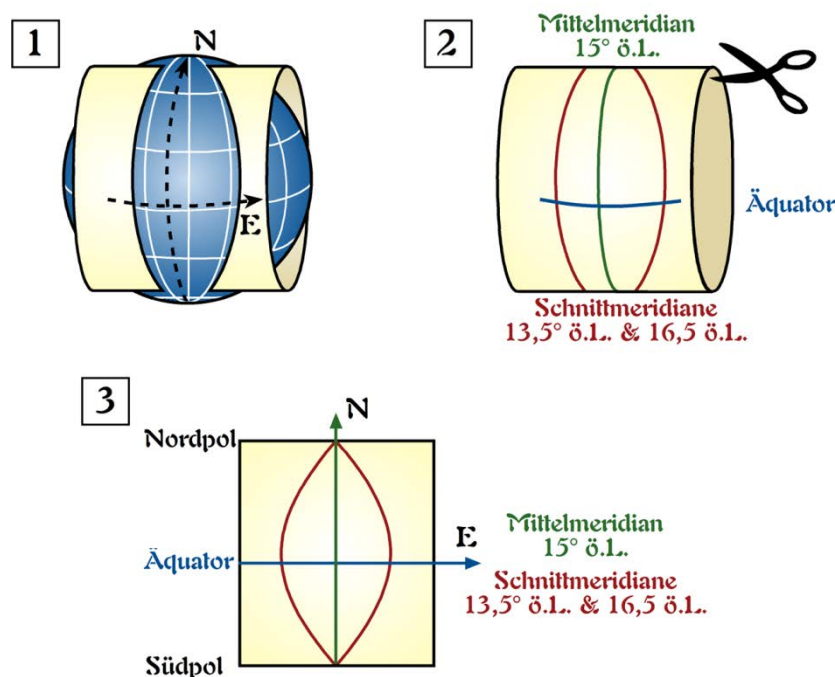 1
N
E
2
Mittelmeridian
15° ö.L.
Äquator
Schnittmeridiane
13,5° ö.L. & 16,5 ö.L.
3
N
Nordpol
Äquator
E
Mittelmeridian
15° ö.L.
Schnittmeridiane
13,5° ö.L. & 16,5 ö.L.
Südpol